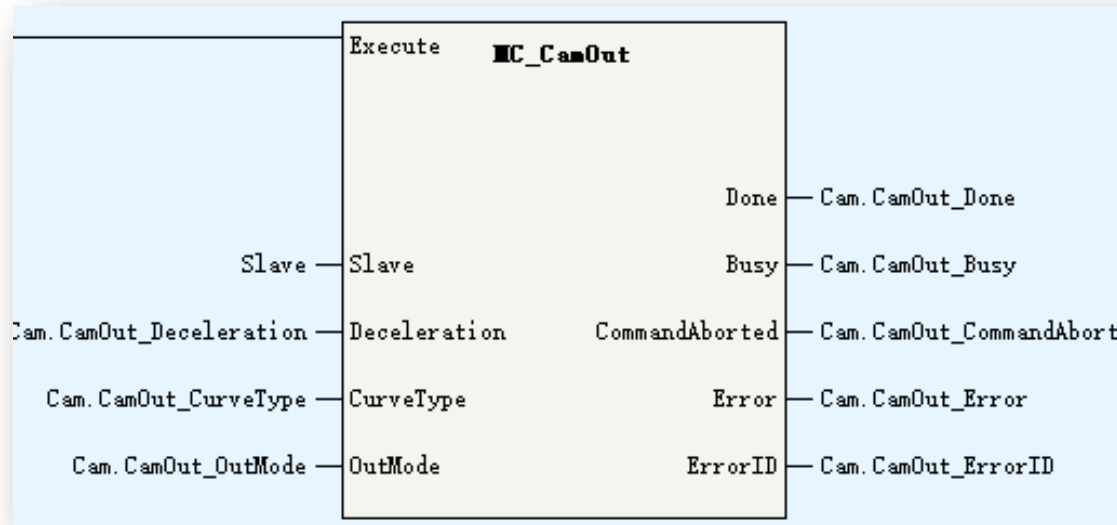 Execute
MC_CamOut
Done
Cam.CamOut_Done
Slave
Slave
Busy
Cam.CamOut_Busy
Cam.CamOut_Deceleration
Deceleration
CommandAborted
Cam.CamOut_CommandAbort
Cam.CamOut_CurveType
CurveType
Error
Cam.CamOut_Error
Cam.CamOut_OutMode
OutMode
ErrorID
Cam.CamOut_ErrorID